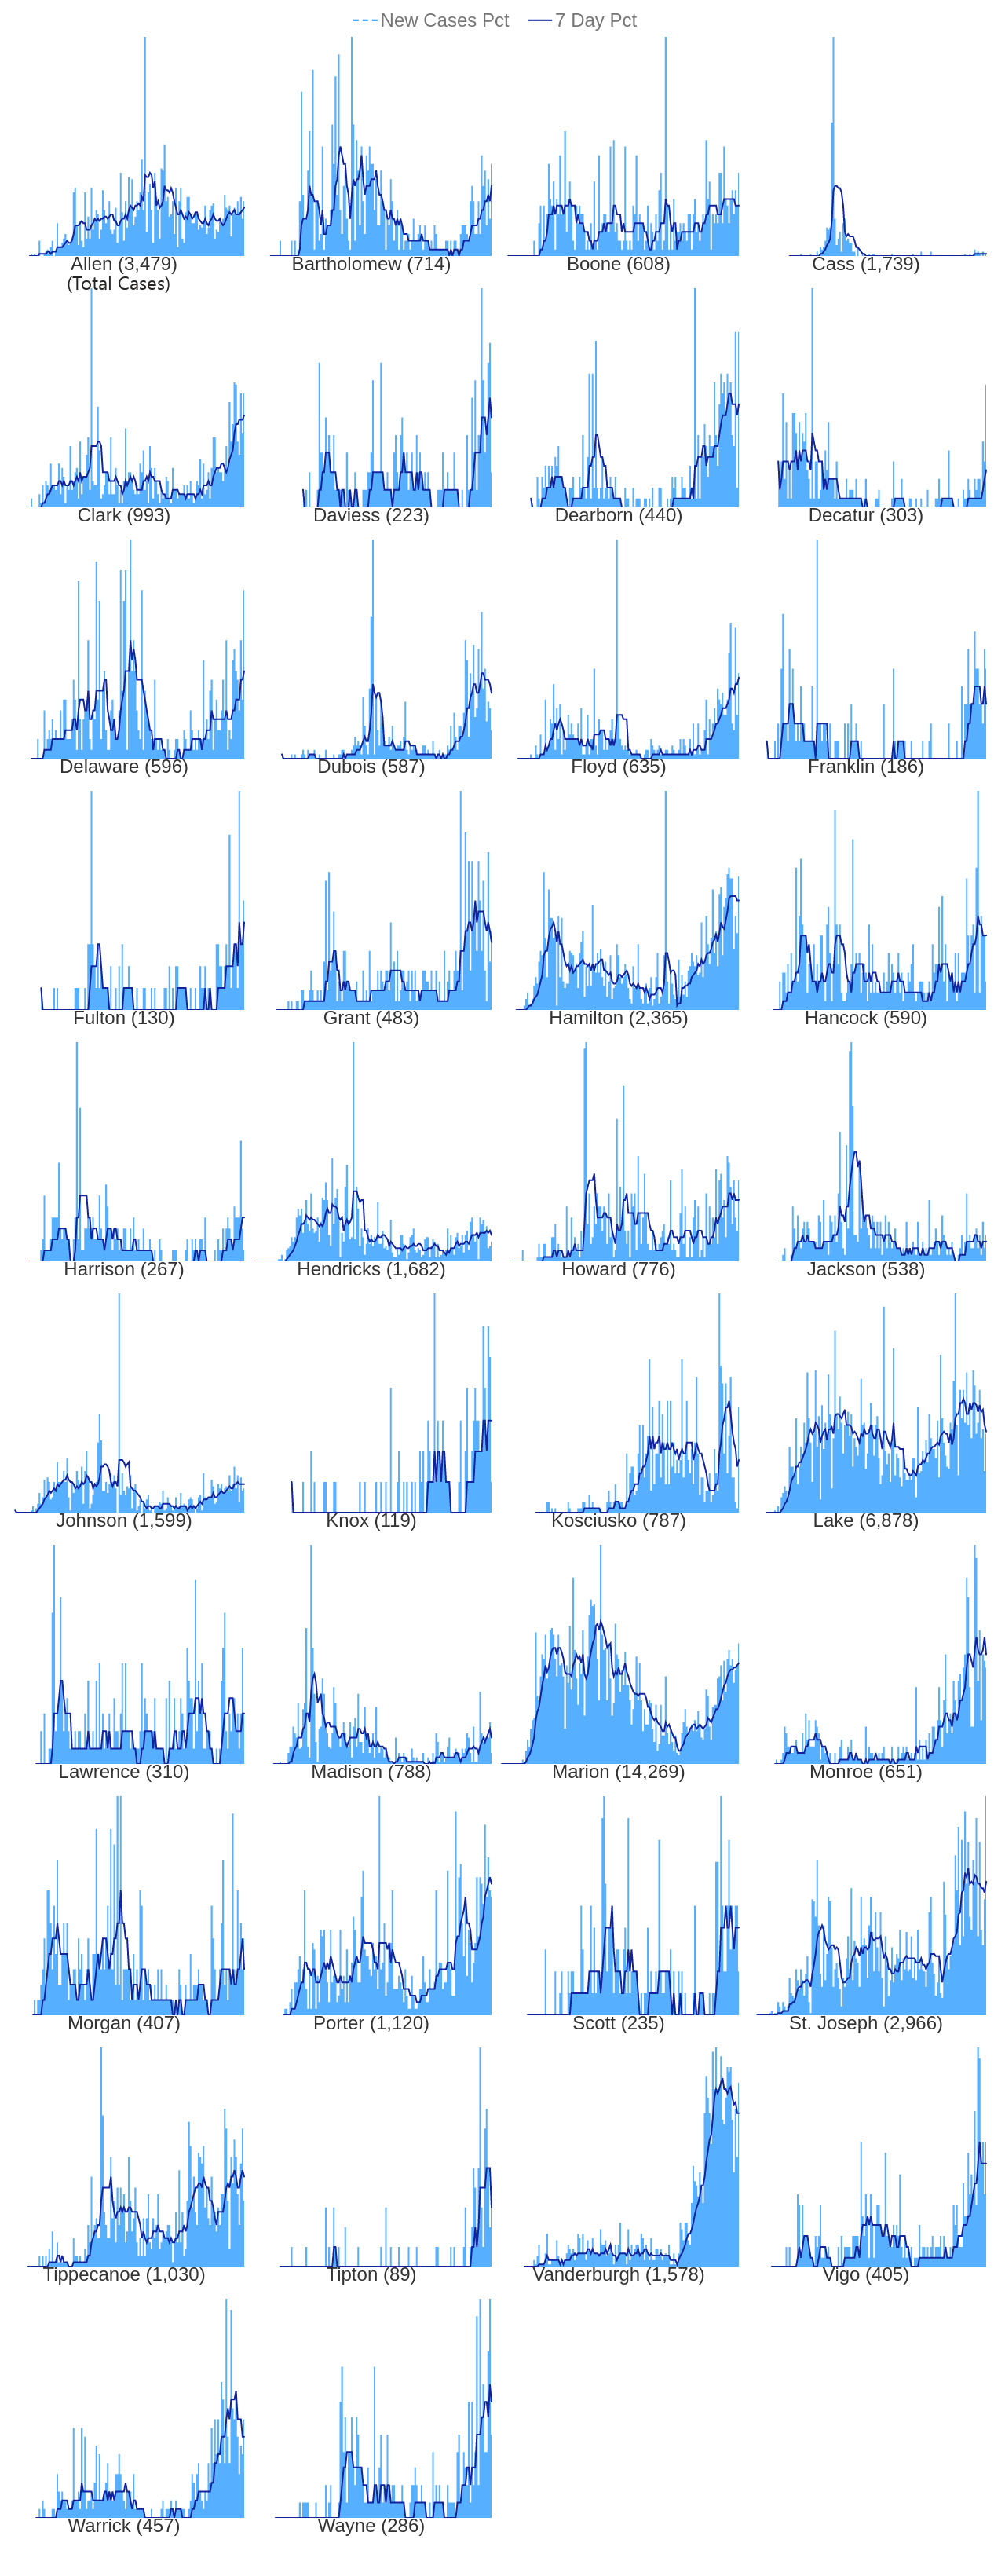 New Cases Pct 7 Day Pct
Allen (3,479) Bartholomew (714) Boone (608) Cass (1,739)
(Total Cases)
Clark (993) Daviess (223) Dearborn (440) Decatur (303)
Delaware (596) Dubois (587) Floyd (635) Franklin (186)
Fulton (130) Grant (483) Hamilton (2,365) Hancock (590)
Harrison (267) Hendricks (1,682) Howard (776) Jackson (538)
Johnson (1,599) Knox (119) Kosciusko (787) Lake (6,878)
Lawrence (310) Madison (788) Marion (14,269) Monroe (651)
Morgan (407) Porter (1,120) Scott (235) St. Joseph (2,966)
Tippecanoe (1,030) Tipton (89) Vanderburgh (1,578) Vigo (405)
Warrick (457) Wayne (286)